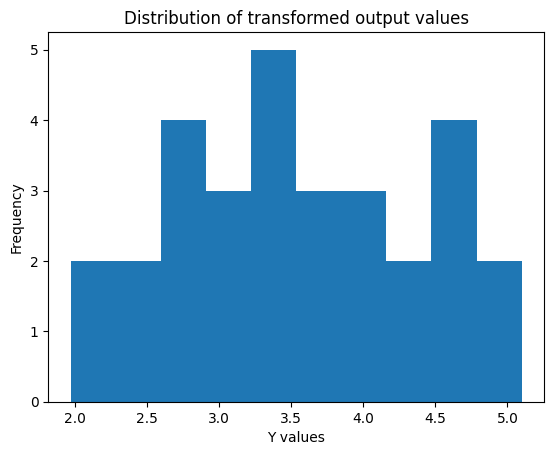 Distribution of transformed output values
5
4
3
2
1
0
Frequency
2.0 2.5 3.0 3.5 4.0 4.5 5.0
Y values